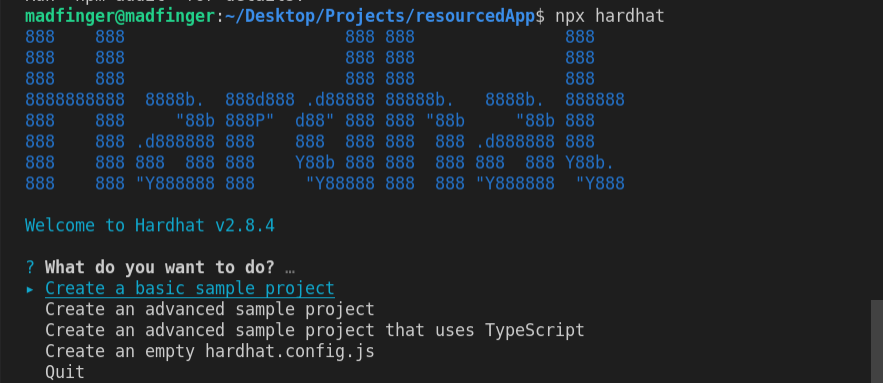 madfinger@madfinger:~/Desktop/Projects/resourcedApp$ npx hardhat
888    888                      888 888               888
888    888                      888 888               888
888    888                      888 888               888
8888888888  8888b.  888d888 .d88888 88888b.   8888b.  888888
888    888     "88b 888P"  d88" 888 888 "88b     "88b 888
888    888 .d888888 888    888  888 888  888 .d888888 888
888    888 888  888 888    Y88b 888 888  888 888  888 Y88b.
888    888 "Y888888 888     "Y88888 888  888 "Y888888  "Y888
Welcome to Hardhat v2.8.4
? What do you want to do? …
▸ Create a basic sample project
Create an advanced sample project
Create an advanced sample project that uses TypeScript
Create an empty hardhat.config.js
Quit